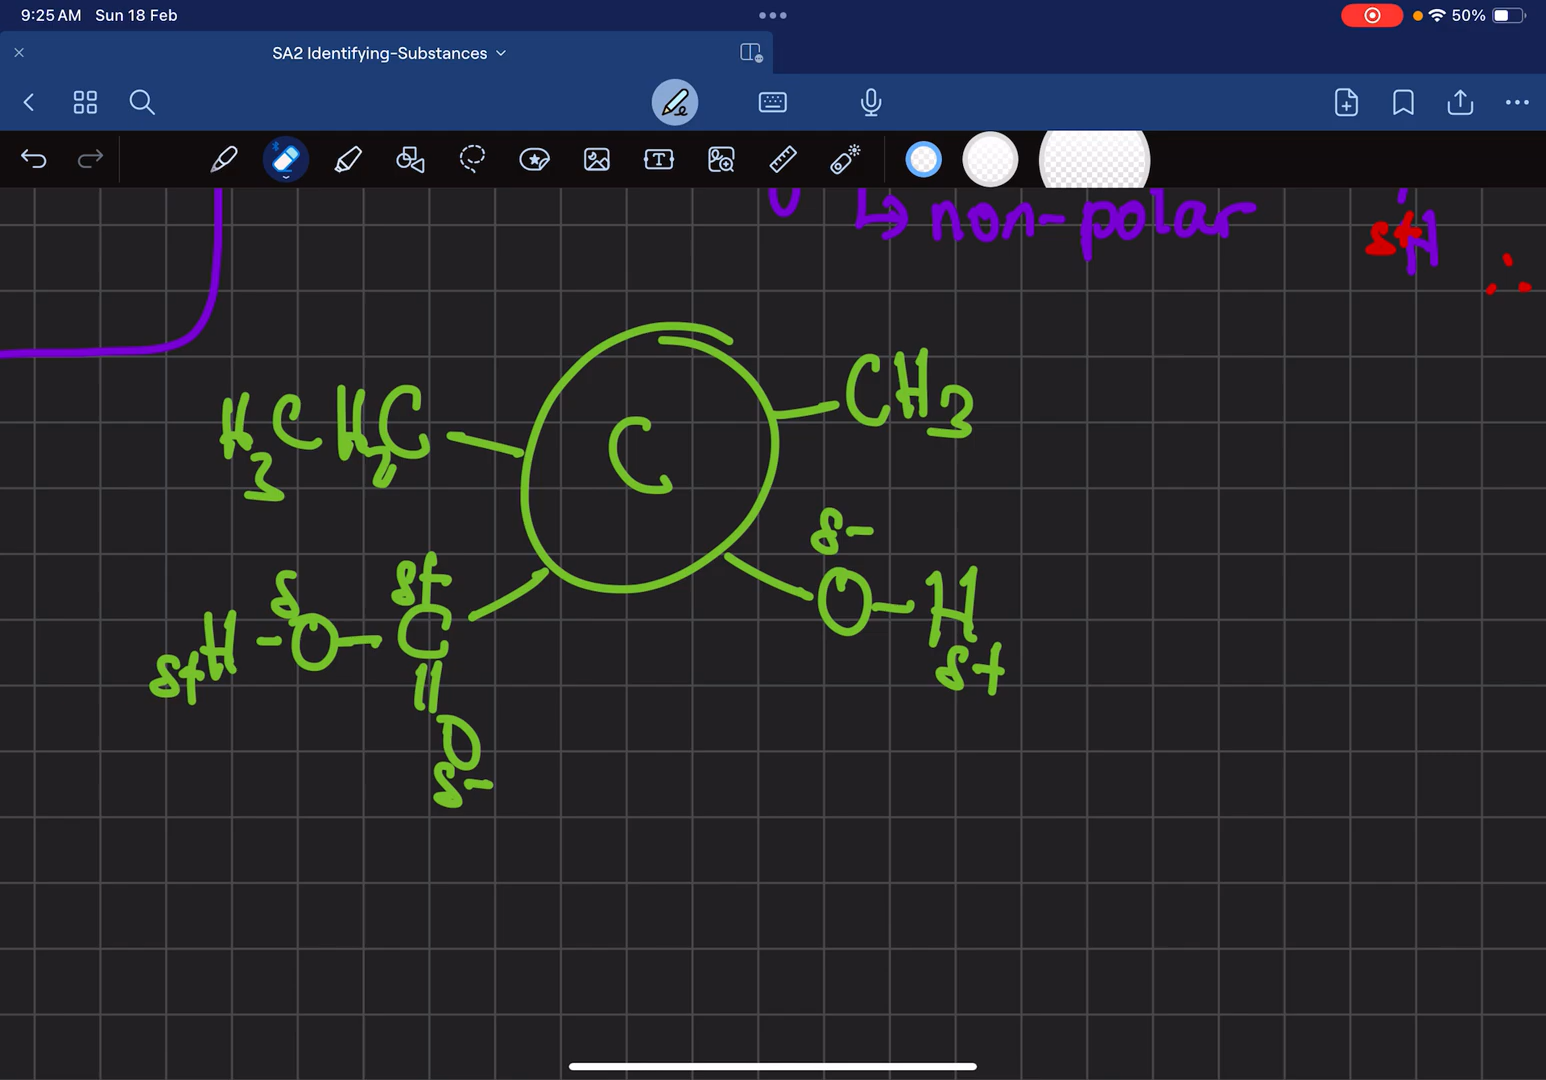 9:25 AM Sun 18 Feb
50%
SA2 Identifying-Substances
↳ non-polar
δ+ H
∴
H3CH2C
C
CH3
δ-
O-H
δ+
δ
δ+
δ+H-O-C
O
δ-